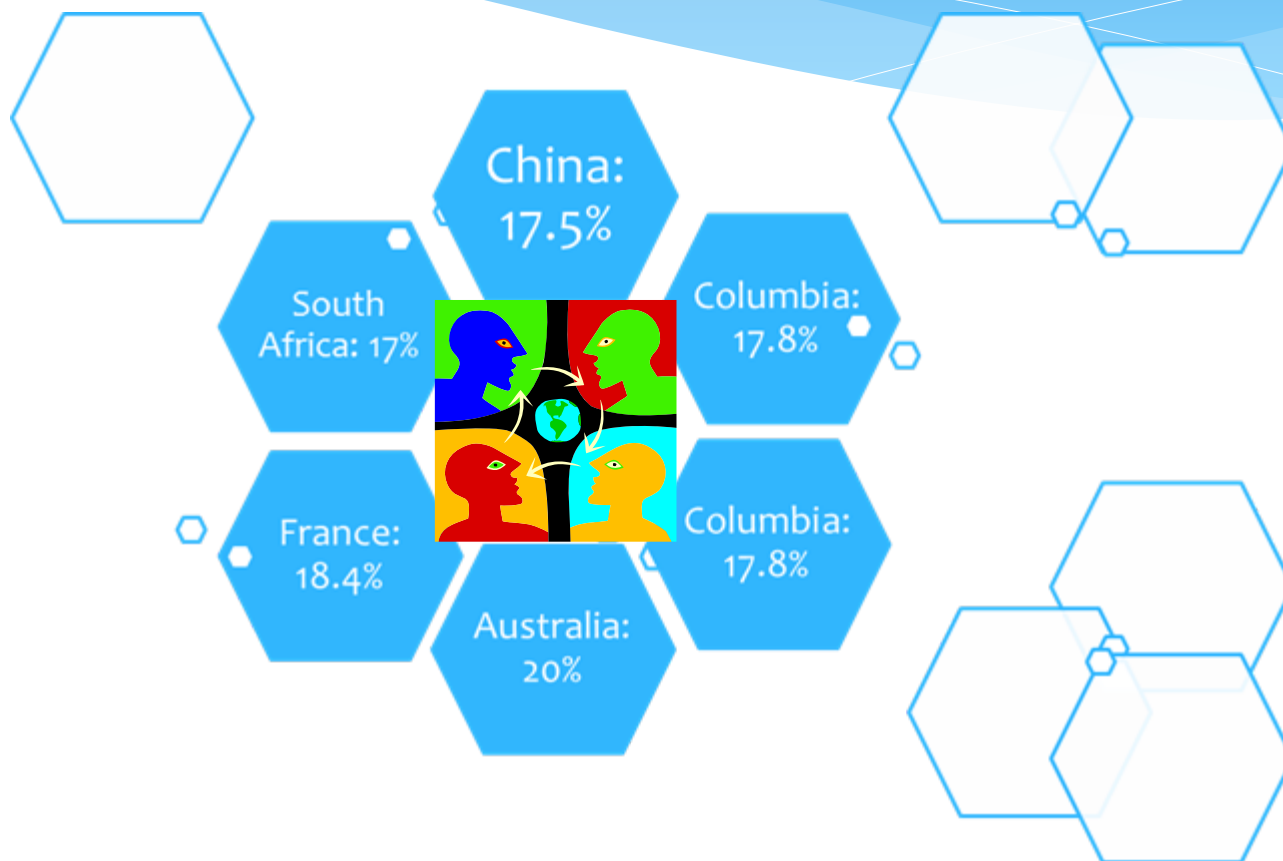 China:
17.5%
Columbia:
17.8%
South
Africa: 17%
Columbia:
17.8%
France:
18.4%
Australia:
20%